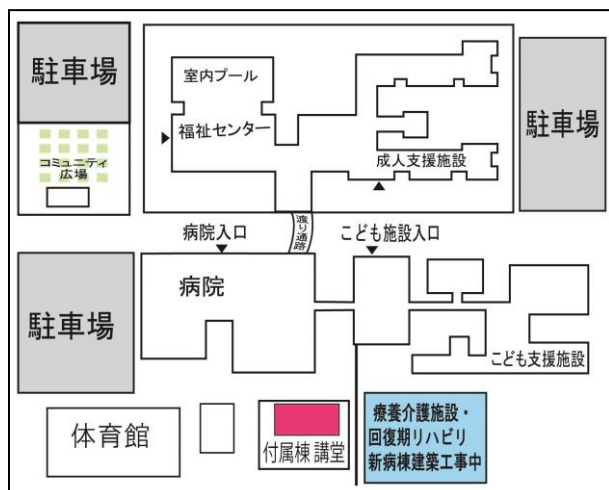 駐車場
室内プール
福祉センター
成人支援施設
駐車場
コミュニティ
広場
渡り通路
病院入口
こども施設入口
駐車場
病院
こども支援施設
体育館
付属棟 講堂
療養介護施設・
回復期リハビリ
新病棟建築工事中